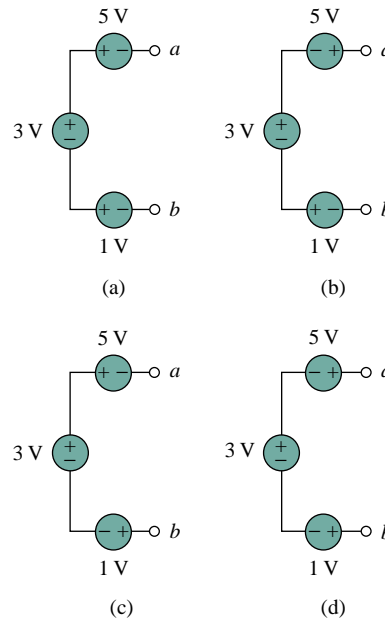 5 V
5 V
+ − a
− + a
3 V + −
3 V + −
+ − b
+ − b
1 V
1 V
(a)
(b)
5 V
5 V
+ − a
− + a
3 V + −
3 V + −
− + b
− + b
1 V
1 V
(c)
(d)